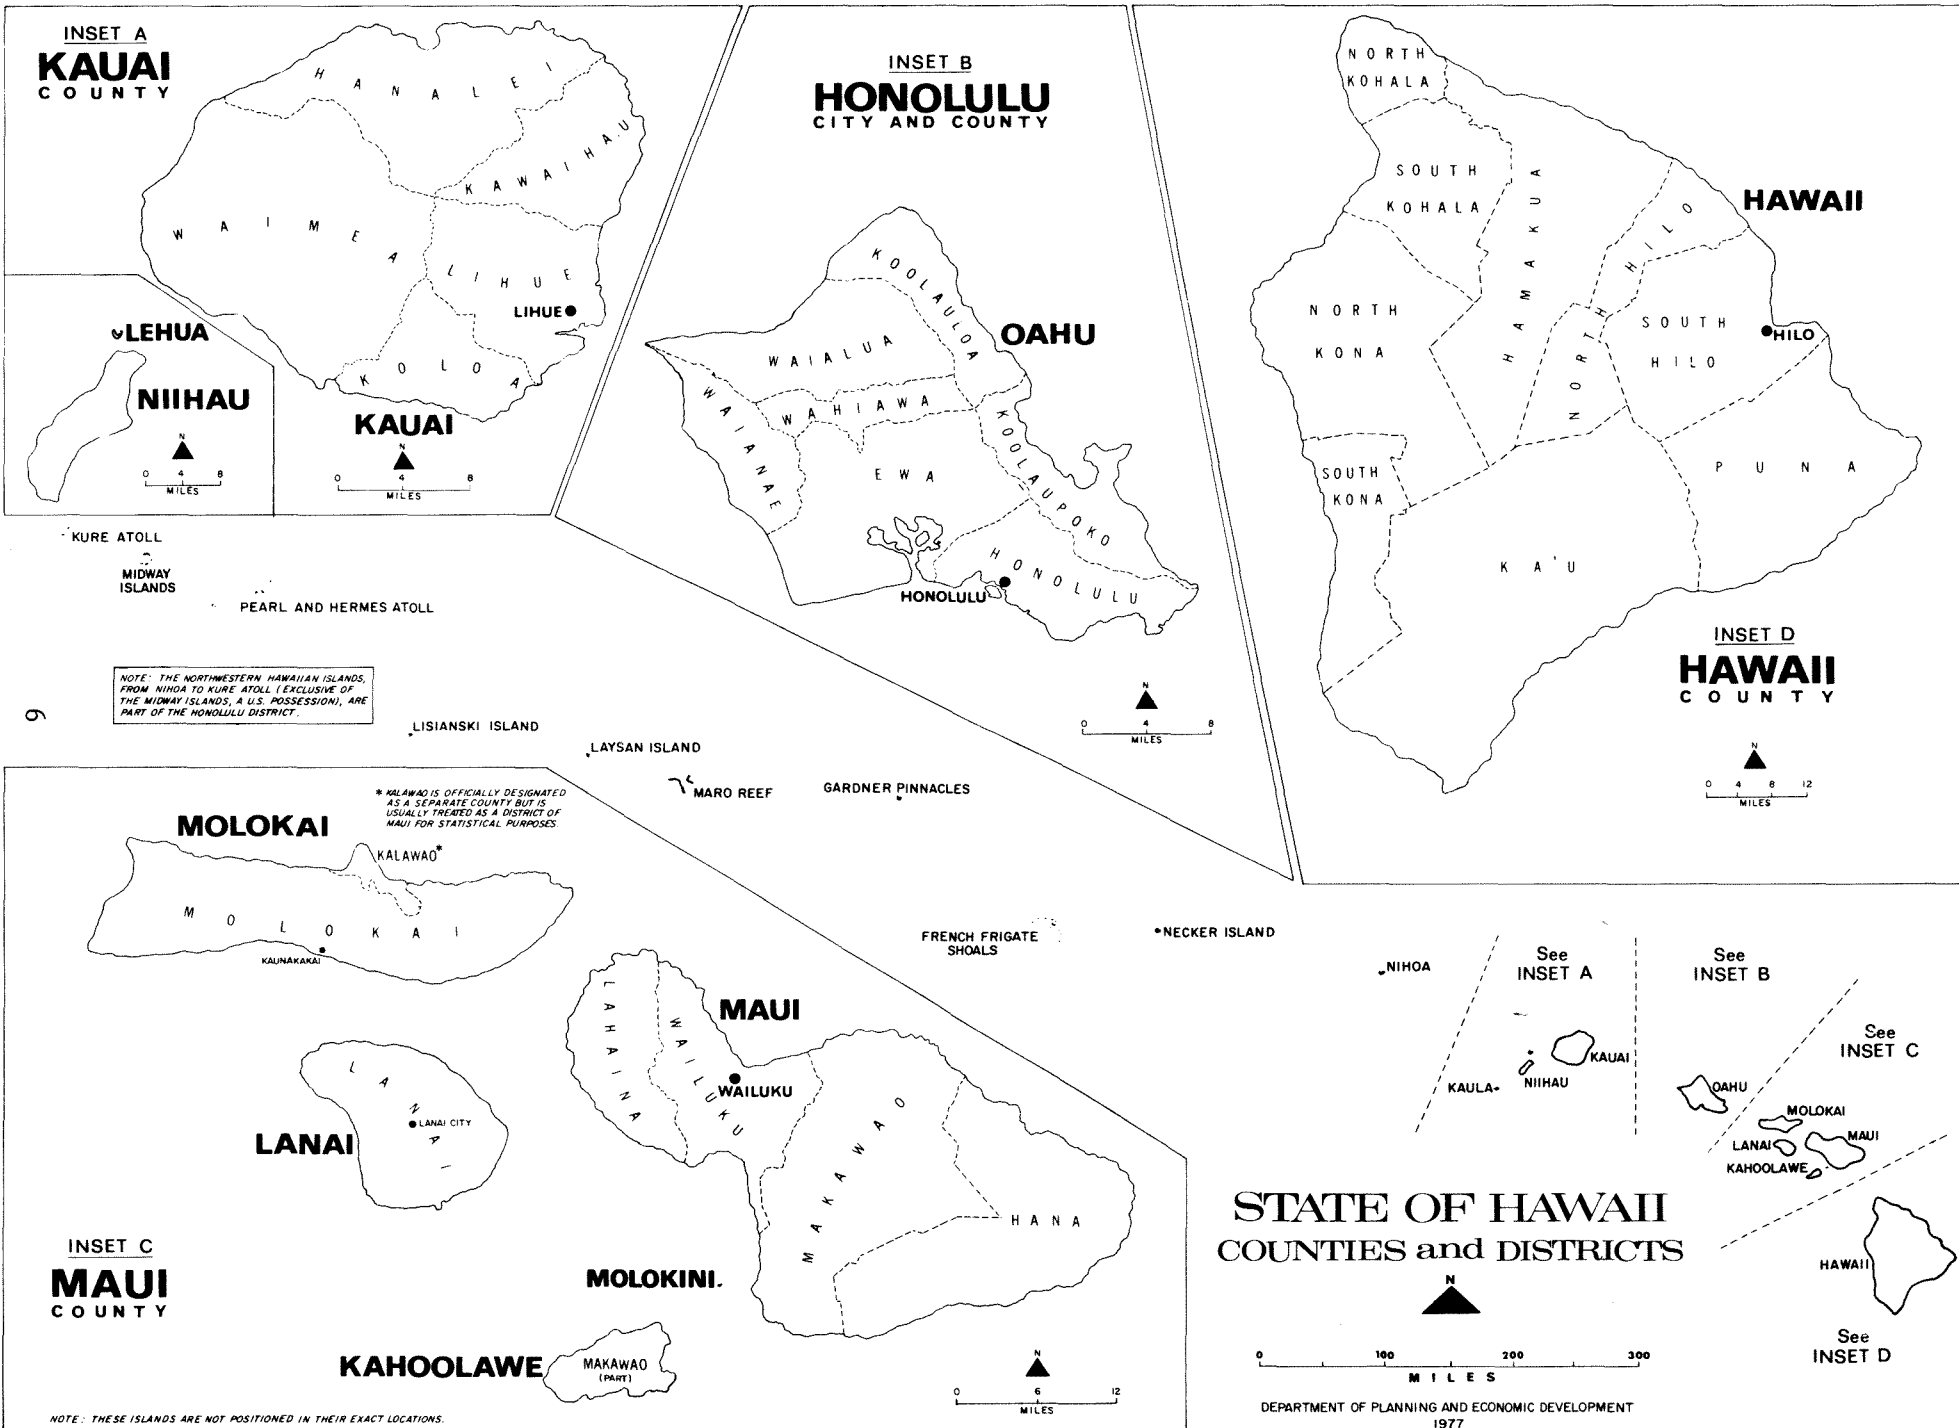 INSET A
KAUAI
COUNTY
HANALEI
KAWAIHAU
WAIMEA
LIHUE
LIHUE
KOLOA
KAUAI
N
0 4 8
MILES
LEHUA
NIIHAU
N
0 4 8
MILES
INSET B
HONOLULU
CITY AND COUNTY
KOOLAULOA
OAHU
WAIALUA
WAHIAWA
WAIANAE
EWA
KOOLAUPOKO
HONOLULU
HONOLULU
N
0 4 8
MILES
NORTH
KOHALA
SOUTH
KOHALA
HAMAKUA
NORTH HILO
HAWAII
NORTH
KONA
SOUTH
HILO
HILO
SOUTH
KONA
PUNA
KA'U
INSET D
HAWAII
COUNTY
N
0 4 8 12
MILES
KURE ATOLL
MIDWAY
ISLANDS
PEARL AND HERMES ATOLL
NOTE: THE NORTHWESTERN HAWAIIAN ISLANDS,
FROM NIHOA TO KURE ATOLL (EXCLUSIVE OF
THE MIDWAY ISLANDS, A U.S. POSSESSION), ARE
PART OF THE HONOLULU DISTRICT.
6
LISIANSKI ISLAND
LAYSAN ISLAND
MARO REEF
GARDNER PINNACLES
FRENCH FRIGATE
SHOALS
NECKER ISLAND
NIHOA
* KALAWAO IS OFFICIALLY DESIGNATED
AS A SEPARATE COUNTY BUT IS
USUALLY TREATED AS A DISTRICT OF
MAUI FOR STATISTICAL PURPOSES.
MOLOKAI
KALAWAO*
MOLOKAI
KAUNAKAKAI
LANAI
LANAI CITY
LANAI
MAUI
LAHAINA
WAILUKU
WAILUKU
MAKAWAO
HANA
INSET C
MAUI
COUNTY
MOLOKINI
KAHOOLAWE
MAKAWAO
(PART)
N
0 6 12
MILES
NOTE: THESE ISLANDS ARE NOT POSITIONED IN THEIR EXACT LOCATIONS.
See
INSET A
See
INSET B
See
INSET C
KAUAI
NIIHAU
KAULA
OAHU
MOLOKAI
LANAI
MAUI
KAHOOLAWE
HAWAII
See
INSET D
STATE OF HAWAII
COUNTIES and DISTRICTS
N
0 100 200 300
MILES
DEPARTMENT OF PLANNING AND ECONOMIC DEVELOPMENT
1977